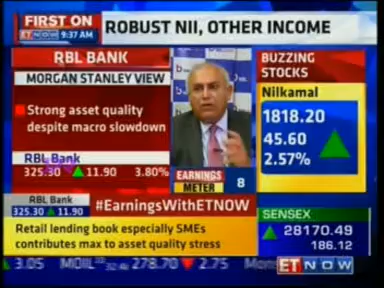 FIRST ON
ET NOW 9:37 AM
ROBUST NII, OTHER INCOME
RBL BANK
MORGAN STANLEY VIEW
Strong asset quality
despite macro slowdown
RBL Bank
325.30 11.90 3.80%
EARNINGS
METER 8
BUZZING
STOCKS
Nilkamal
1818.20
45.60
2.57%
RBL Bank
325.30 11.90
#EarningsWithETNOW
Retail lending book especially SMEs
contributes max to asset quality stress
SENSEX
28170.49
186.12
3.05 278.70 2.75
ET NOW